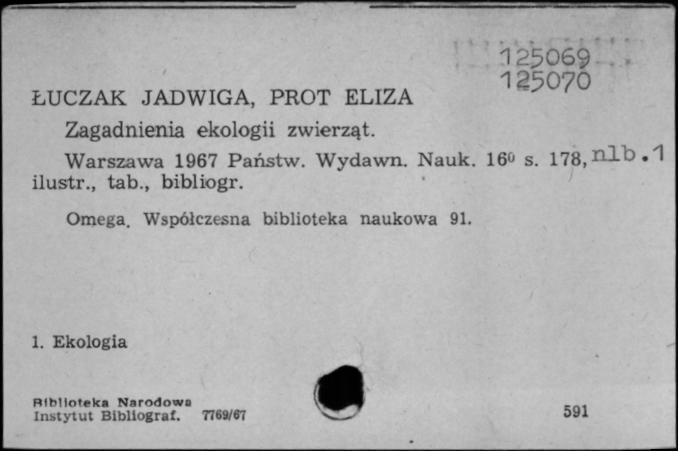 125069
125070
ŁUCZAK JADWIGA, PROT ELIZA
Zagadnienia ekologii zwierząt.
Warszawa 1967 Państw. Wydawn. Nauk. 16⁰ s. 178, nlb.1
ilustr., tab., bibliogr.
Omega. Współczesna biblioteka naukowa 91.
1. Ekologia
Biblioteka Narodowa
Instytut Bibliograf. 7769/67
591